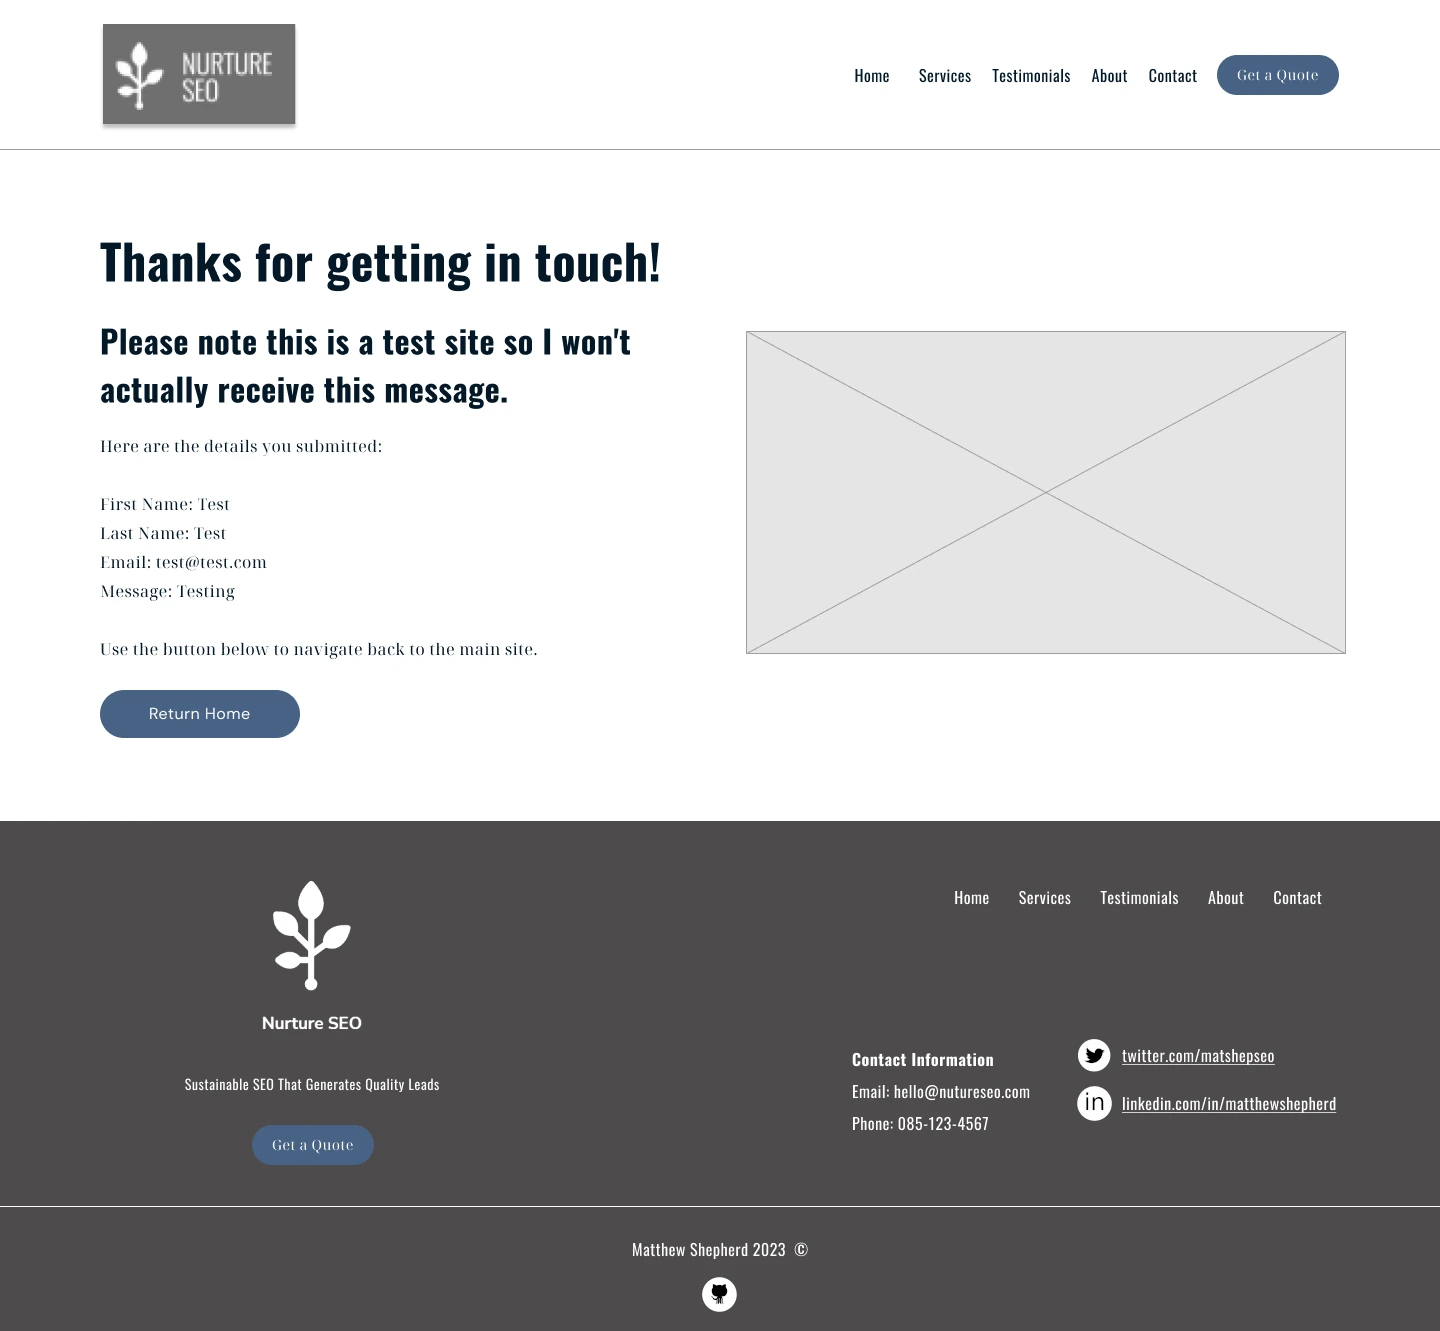 NURTURE
SEO
Home Services Testimonials About Contact Get a Quote
Thanks for getting in touch!
Please note this is a test site so I won't
actually receive this message.
Here are the details you submitted:
First Name: Test
Last Name: Test
Email: test@test.com
Message: Testing
Use the button below to navigate back to the main site.
Return Home
Nurture SEO
Sustainable SEO That Generates Quality Leads
Get a Quote
Home Services Testimonials About Contact
Contact Information
Email: hello@nutureseo.com
Phone: 085-123-4567
twitter.com/matshepseo
in linkedin.com/in/matthewshepherd
Matthew Shepherd 2023 ©